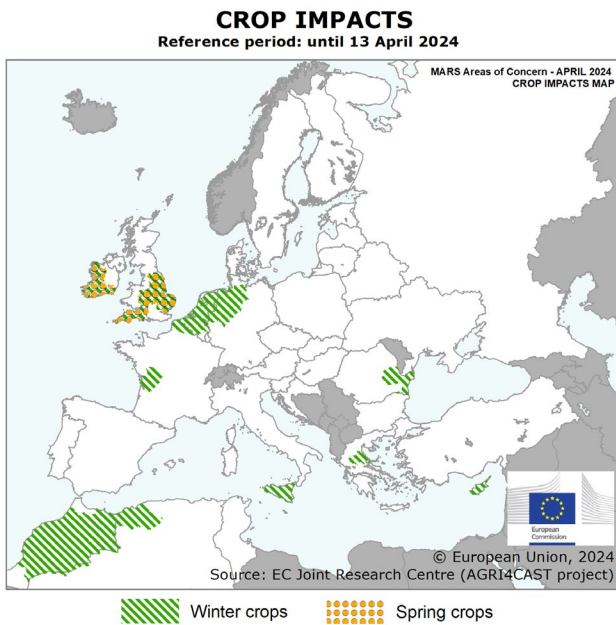 CROP IMPACTS
Reference period: until 13 April 2024
MARS Areas of Concern - APRIL 2024
CROP IMPACTS MAP
European
Commission
© European Union, 2024
Source: EC Joint Research Centre (AGRI4CAST project)
Winter crops
Spring crops